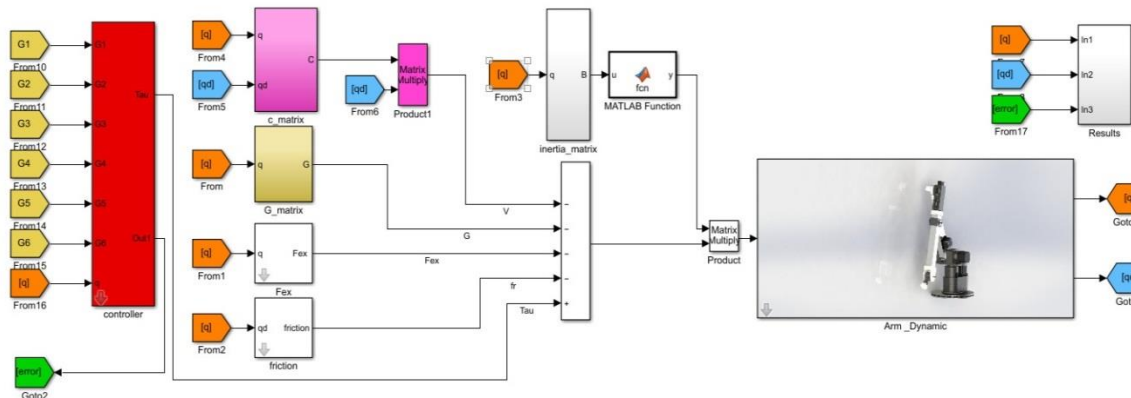 G1
From10
G2
From11
G3
From12
G4
From13
G5
From14
G6
From15
[q]
From16
G1
G2
G3
G4
G5
G6
q
Tau
Out1
controller
[error]
Goto2
[q]
From4
[qd]
From5
q
qd
C
c_matrix
[qd]
From6
Matrix
Multiply
Product1
[q]
From
q
G
G_matrix
[q]
From1
q
Fex
Fex
[q]
From2
qd
friction
friction
[q]
From3
q
B
inertia_matrix
u
fcn
y
MATLAB Function
V
G
Fex
fr
Tau
Matrix
Multiply
Product
Arm _Dynamic
[q]
[qd]
[error]
From17
In1
In2
In3
Results
[q
Goto
[qd
Goto